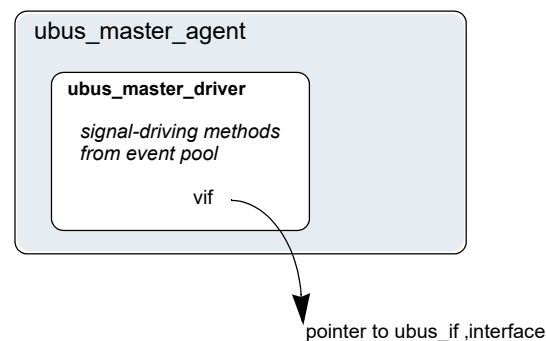 ubus_master_agent
ubus_master_driver
signal-driving methods
from event pool
vif
pointer to ubus_if ,interface